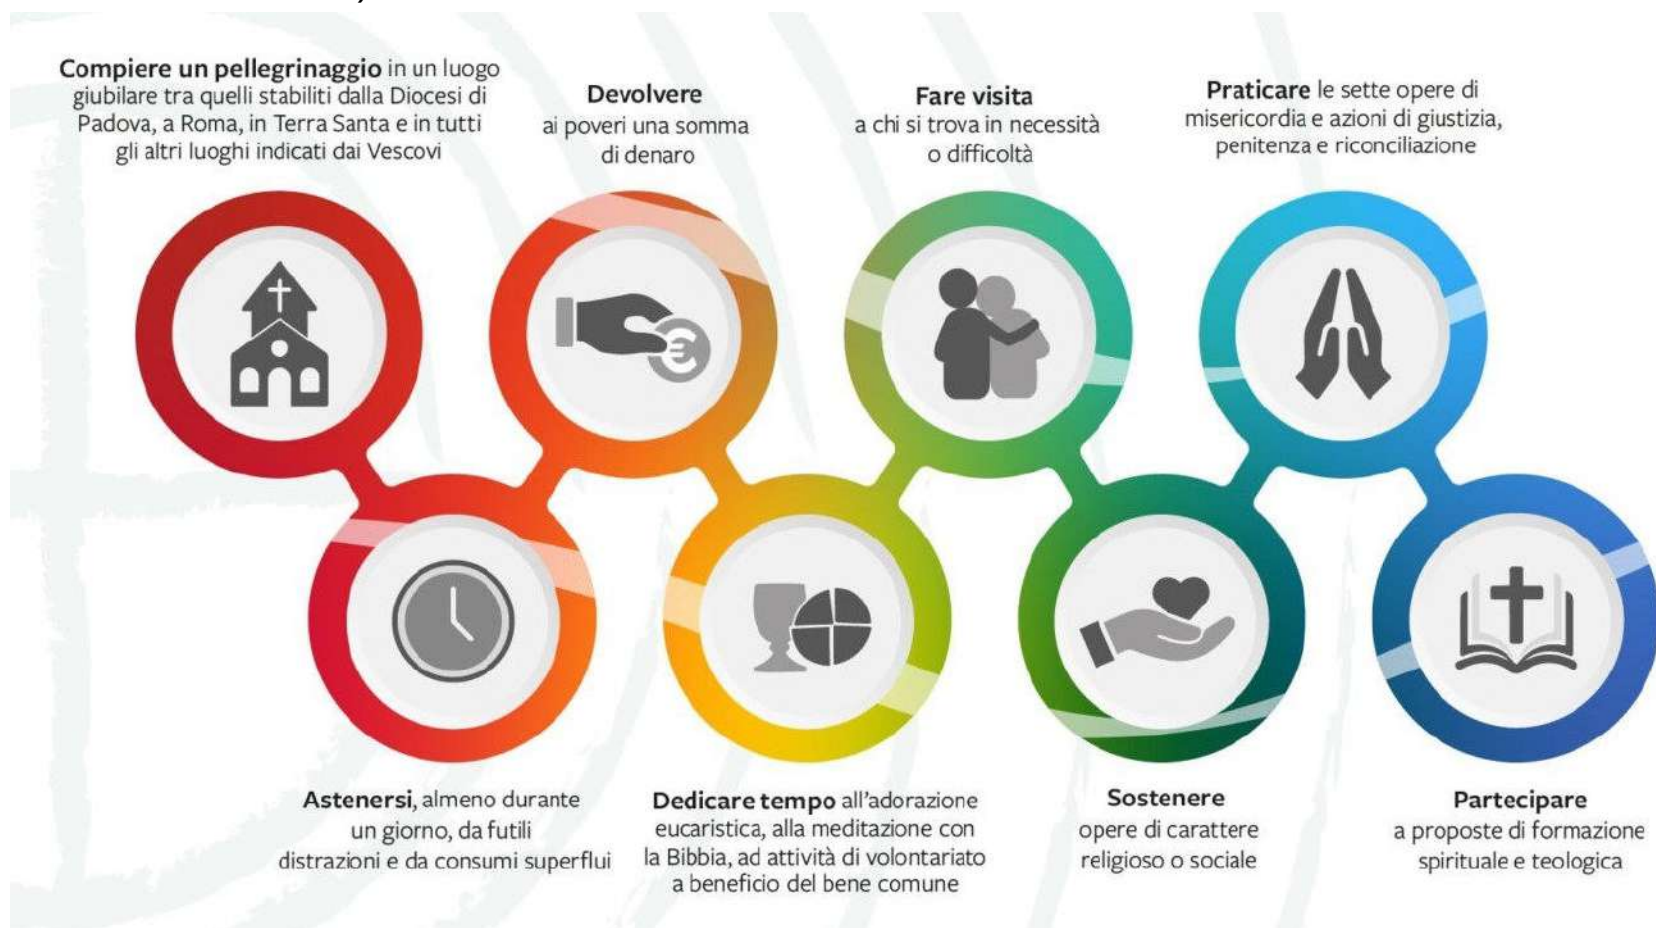 Compiere un pellegrinaggio in un luogo
giubilare tra quelli stabiliti dalla Diocesi di
Padova, a Roma, in Terra Santa e in tutti
gli altri luoghi indicati dai Vescovi
Devolvere
ai poveri una somma
di denaro
Fare visita
a chi si trova in necessità
o difficoltà
Praticare le sette opere di
misericordia e azioni di giustizia,
penitenza e riconciliazione
€
Astenersi, almeno durante
un giorno, da futili
distrazioni e da consumi superflui
Dedicare tempo all'adorazione
eucaristica, alla meditazione con
la Bibbia, ad attività di volontariato
a beneficio del bene comune
Sostenere
opere di carattere
religioso o sociale
Partecipare
a proposte di formazione
spirituale e teologica